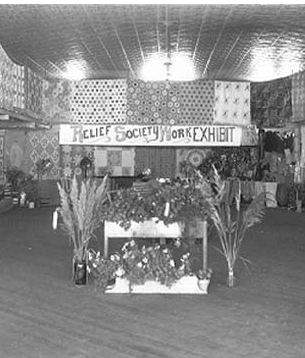 RELIEF SOCIETY WORK EXHIBIT